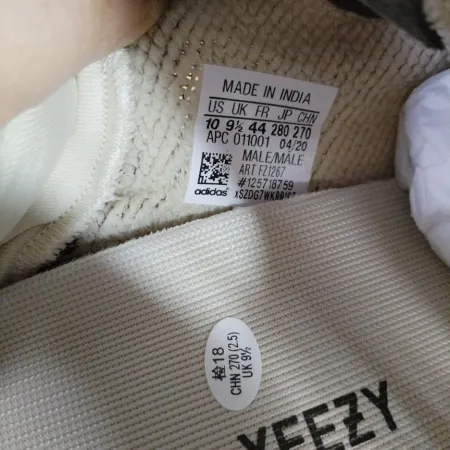 MADE IN INDIA
US UK FR JP CHN
10 9½ 44 280 270
APC 011001 04/20
MALE/MÂLE
ART FZ1267
#125718759
adidas
检18
CHN 270 (2.5)
UK 9½
YEEZY